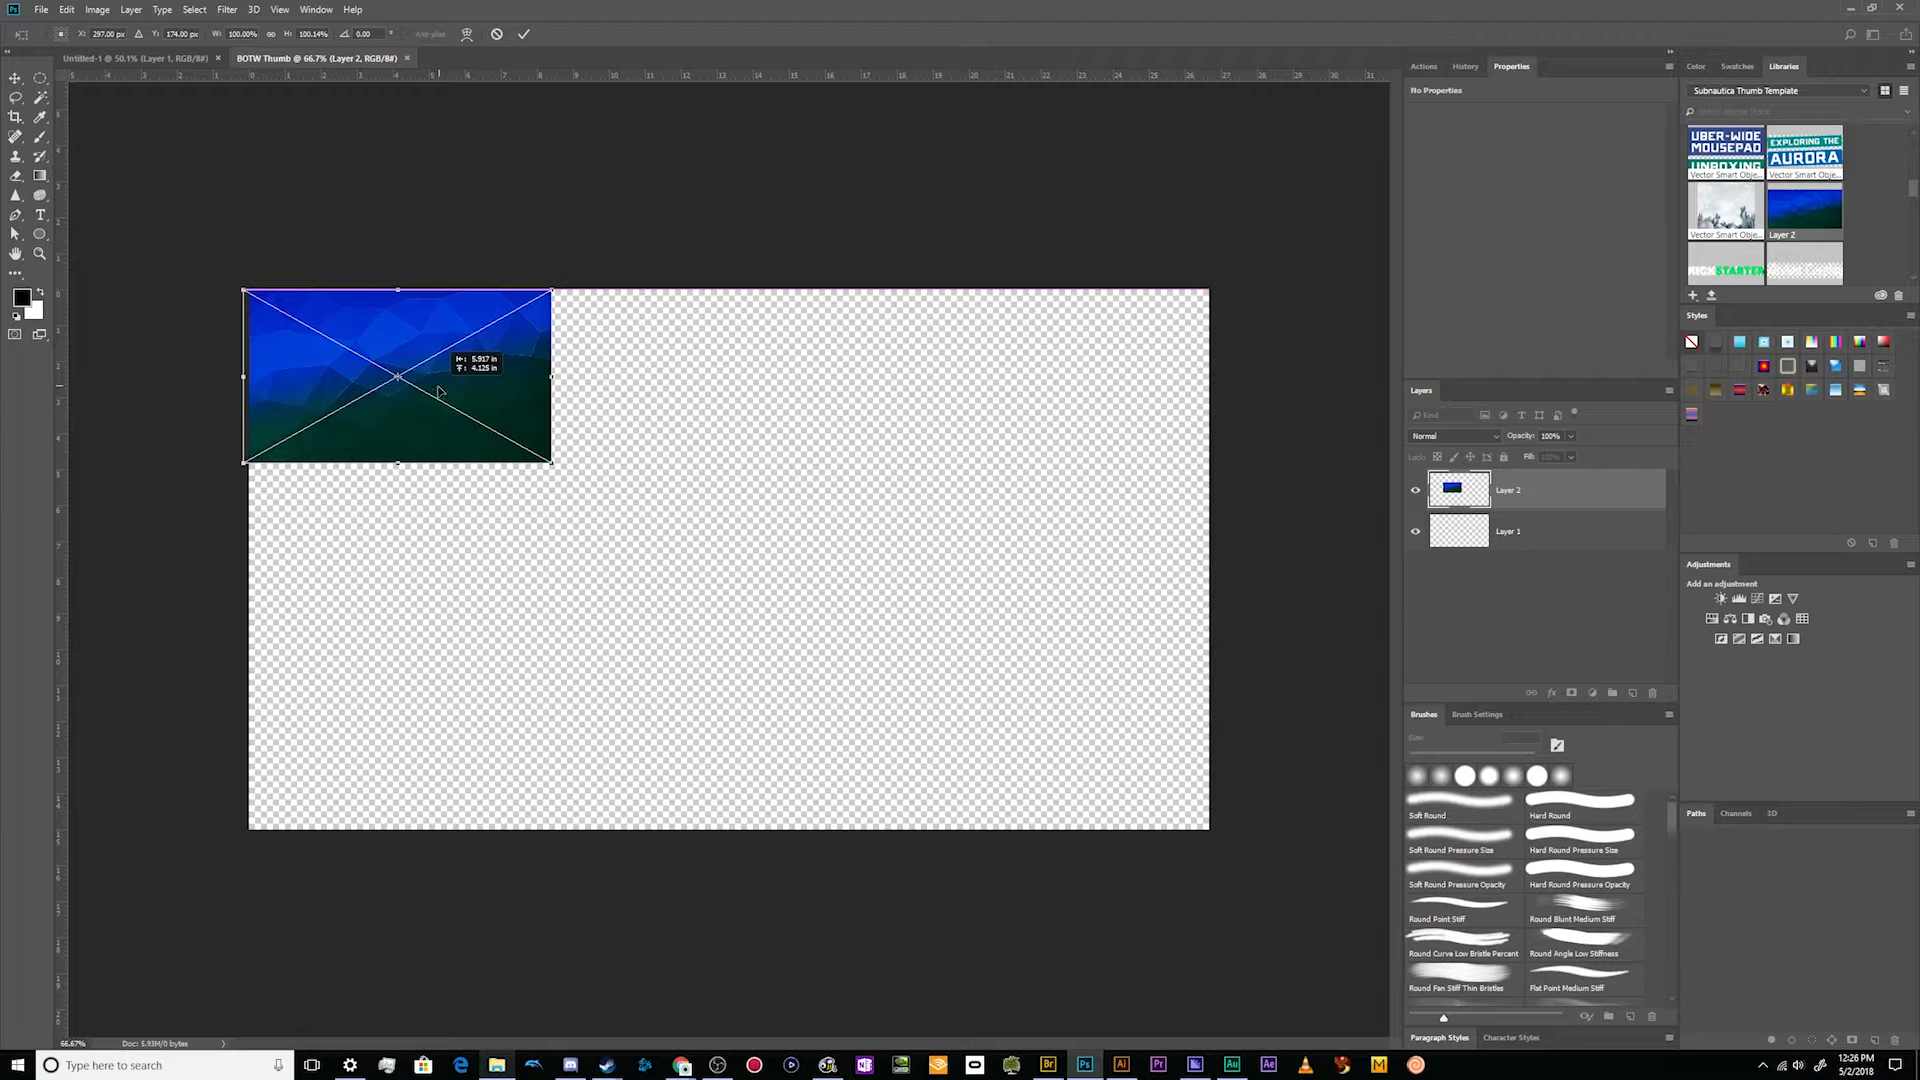 File Edit Image Layer Type Select Filter 3D View Window Help
X: 297.00 px Y: 174.00 px W: 100.00% H: 100.14% 0.00 ° Anti-alias
Untitled-1 @ 50.1% (Layer 1, RGB/8#) × BOTW Thumb @ 66.7% (Layer 2, RGB/8#) ×
Actions History Properties
No Properties
Color Swatches Libraries
Subnautica Thumb Template
UBER-WIDE
MOUSEPAD
UNBOXING
Vector Smart Obje...
EXPLORING THE
AURORA
Vector Smart Obje...
Vector Smart Obje...
Layer 2
KICKSTARTER
Styles
5.917 in
4.125 in
Layers
Kind
Normal Opacity: 100%
Lock: Fill: 100%
Layer 2
Layer 1
Adjustments
Add an adjustment
Brushes Brush Settings
Size:
Soft Round Hard Round
Soft Round Pressure Size Hard Round Pressure Size
Soft Round Pressure Opacity Hard Round Pressure Opacity
Round Point Stiff Round Blunt Medium Stiff
Round Curve Low Bristle Percent Round Angle Low Stiffness
Round Fan Stiff Thin Bristles Flat Point Medium Stiff
Paths Channels 3D
Paragraph Styles Character Styles
66.67% Doc: 5.93M/0 bytes
Type here to search
12:26 PM
5/2/2018